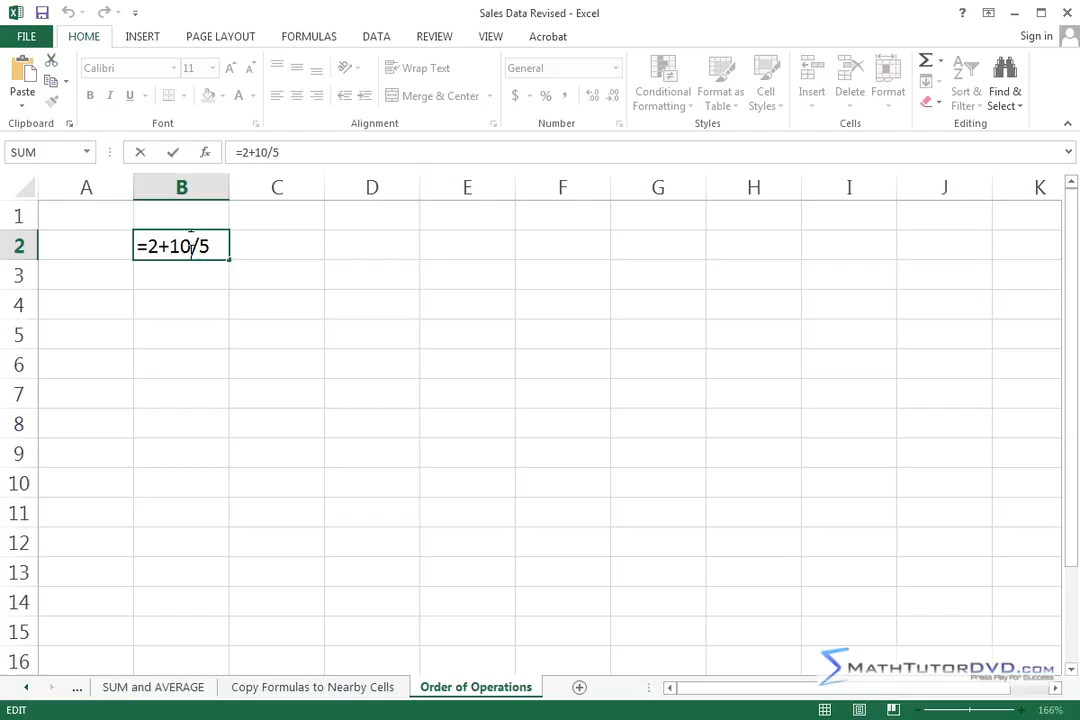 Sales Data Revised - Excel
FILE HOME INSERT PAGE LAYOUT FORMULAS DATA REVIEW VIEW Acrobat Sign in
Paste Calibri 11 Wrap Text General Conditional Formatting Format as Table Cell Styles Insert Delete Format Sort & Filter Find & Select
B I U A Merge & Center $ % ,
Clipboard Font Alignment Number Styles Cells Editing
SUM fx =2+10/5
A B C D E F G H I J K
1
2 =2+10/5
3
4
5
6
7
8
9
10
11
12
13
14
15
16
MATHTUTORDVD.COM
Press Pay For Success
... SUM and AVERAGE Copy Formulas to Nearby Cells Order of Operations
EDIT 166%